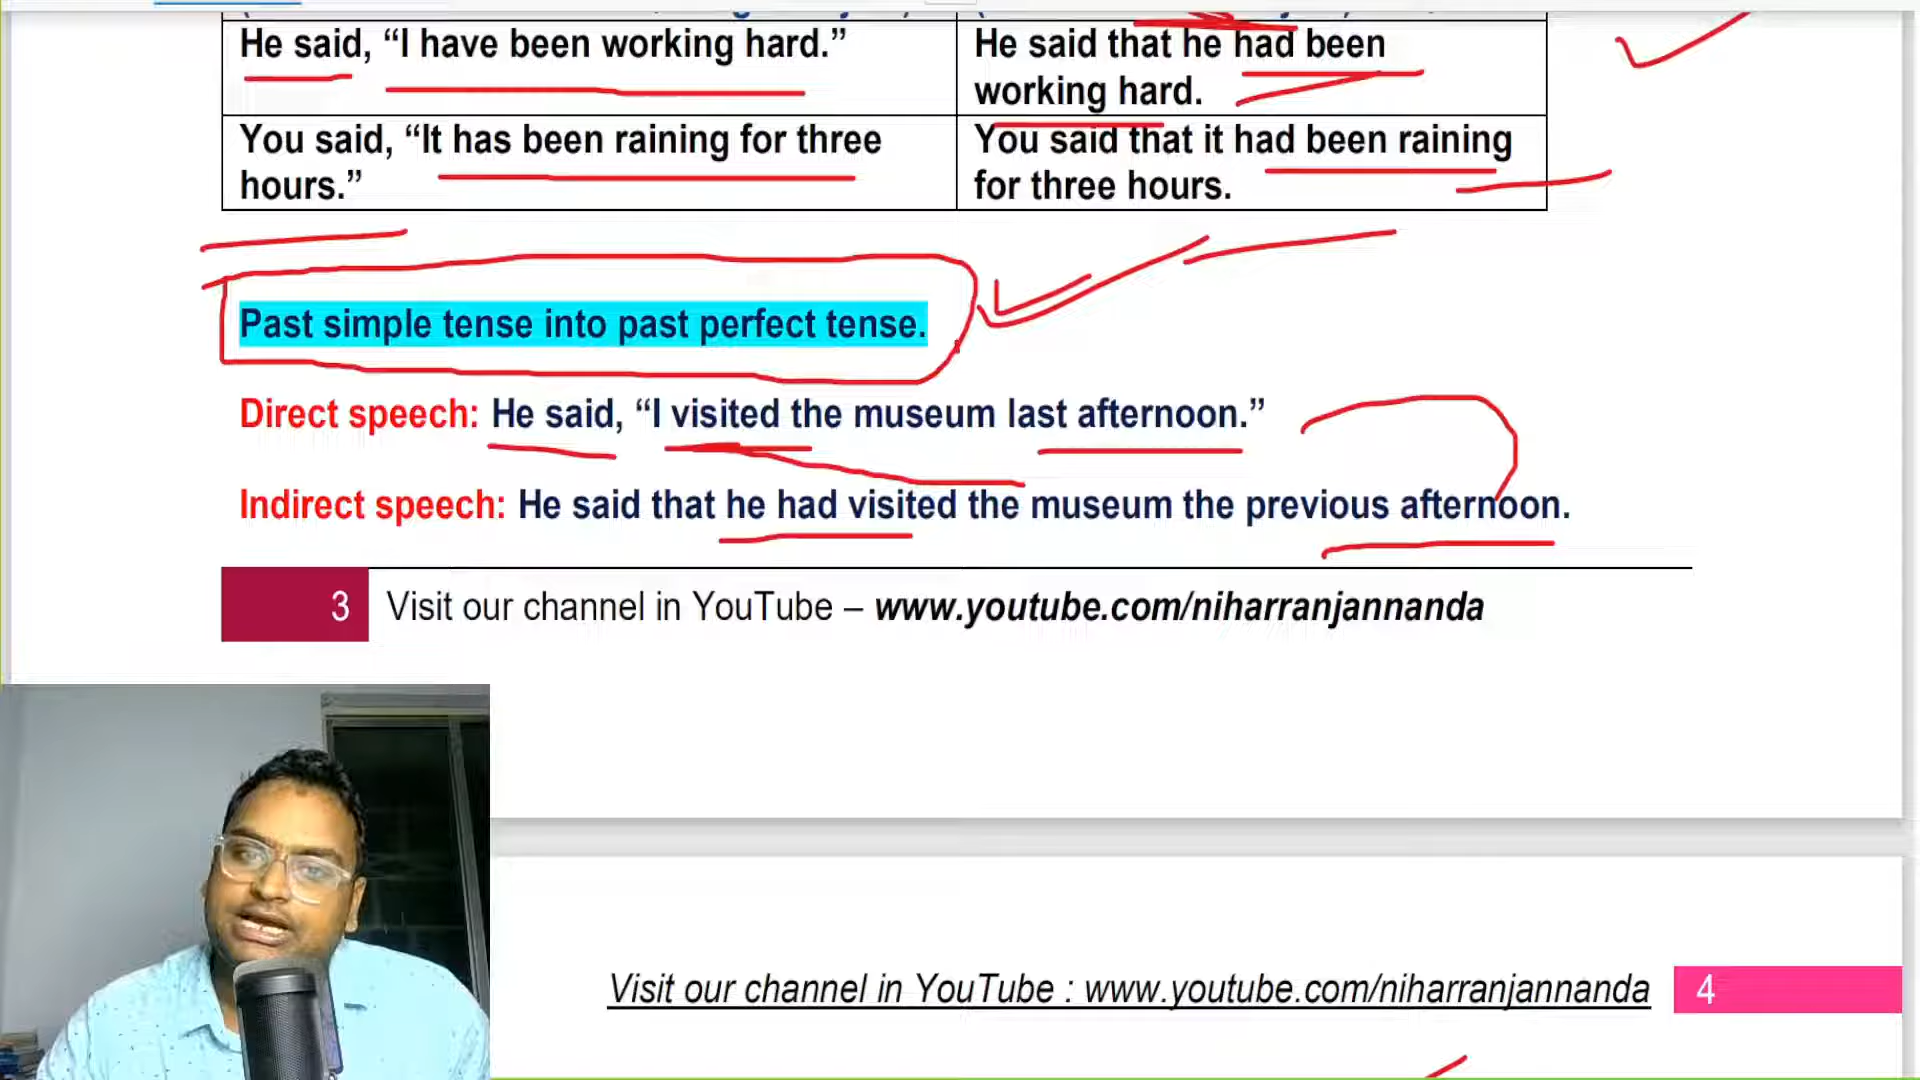 He said, “I have been working hard.”
He said that he had been
working hard.
You said, “It has been raining for three
hours.”
You said that it had been raining
for three hours.
Past simple tense into past perfect tense.
Direct speech: He said, “I visited the museum last afternoon.”
Indirect speech: He said that he had visited the museum the previous afternoon.
3 Visit our channel in YouTube – www.youtube.com/niharranjannanda
Visit our channel in YouTube : www.youtube.com/niharranjannanda 4